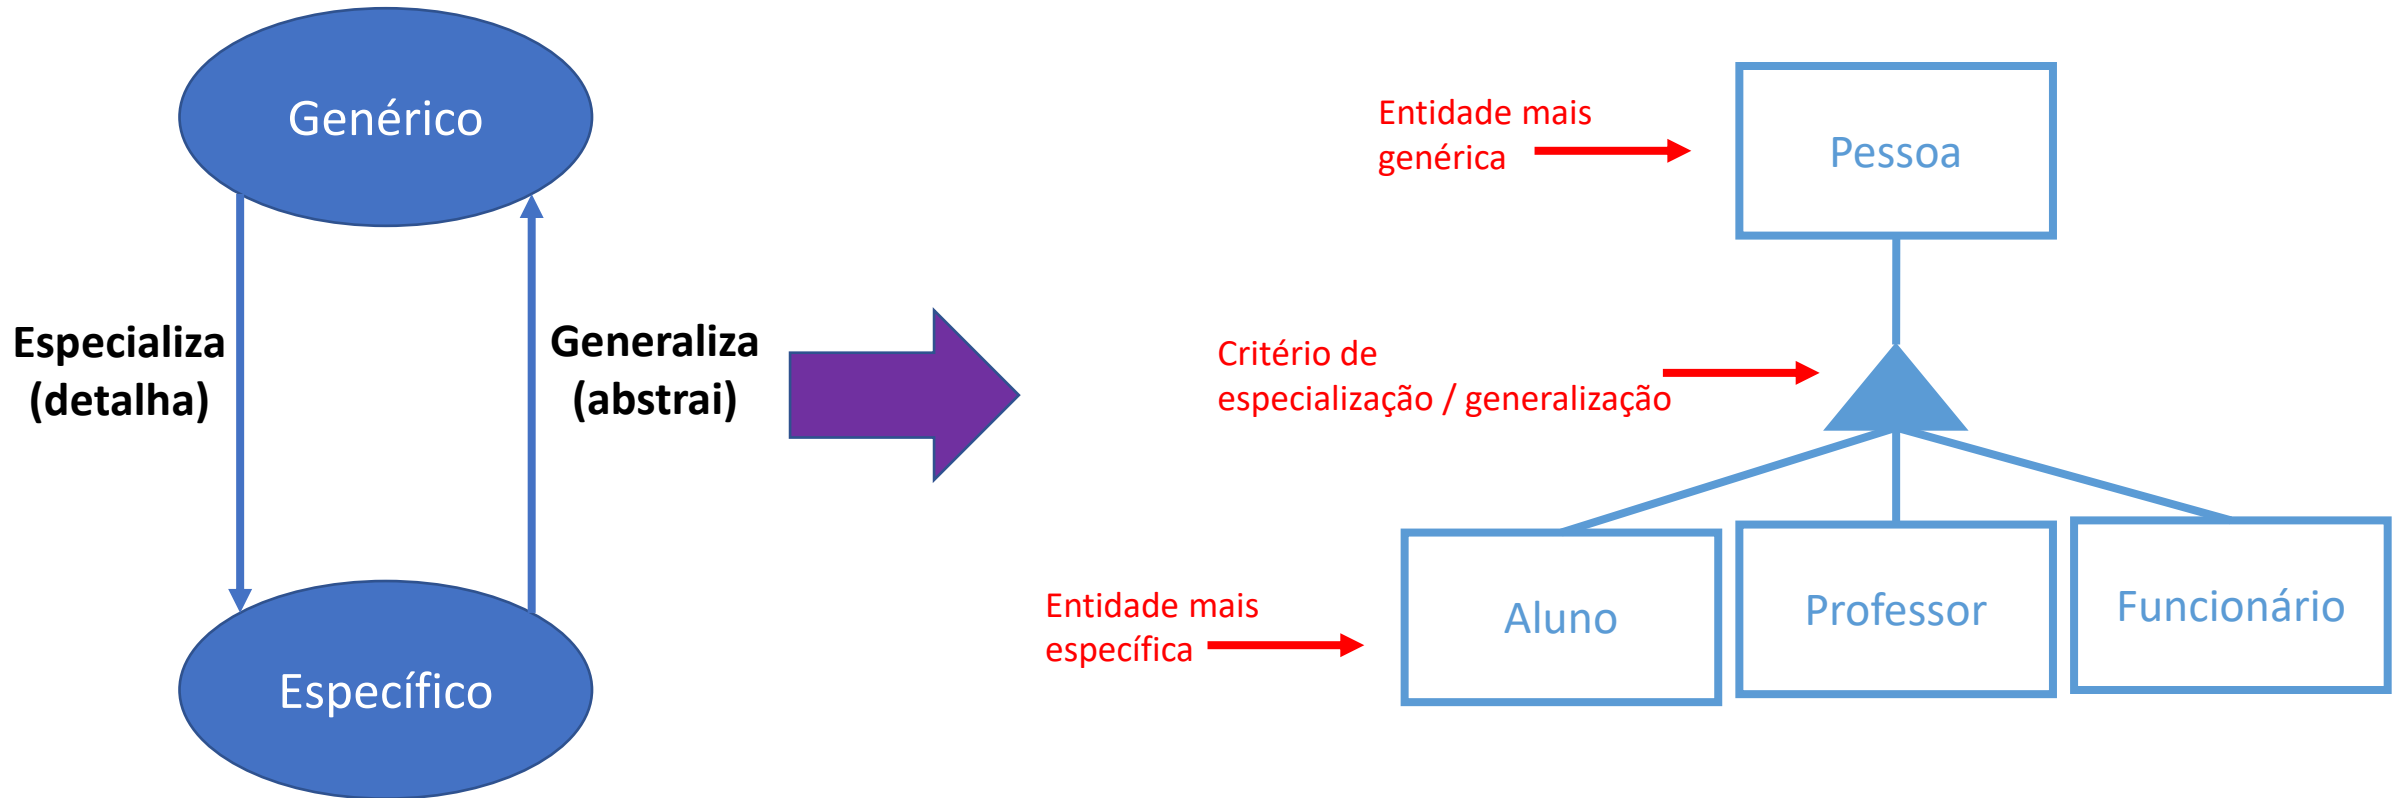 Genérico
Especializa
(detalha)
Generaliza
(abstrai)
Específico
Entidade mais
genérica
Pessoa
Critério de
especialização / generalização
Entidade mais
específica
Aluno
Professor
Funcionário